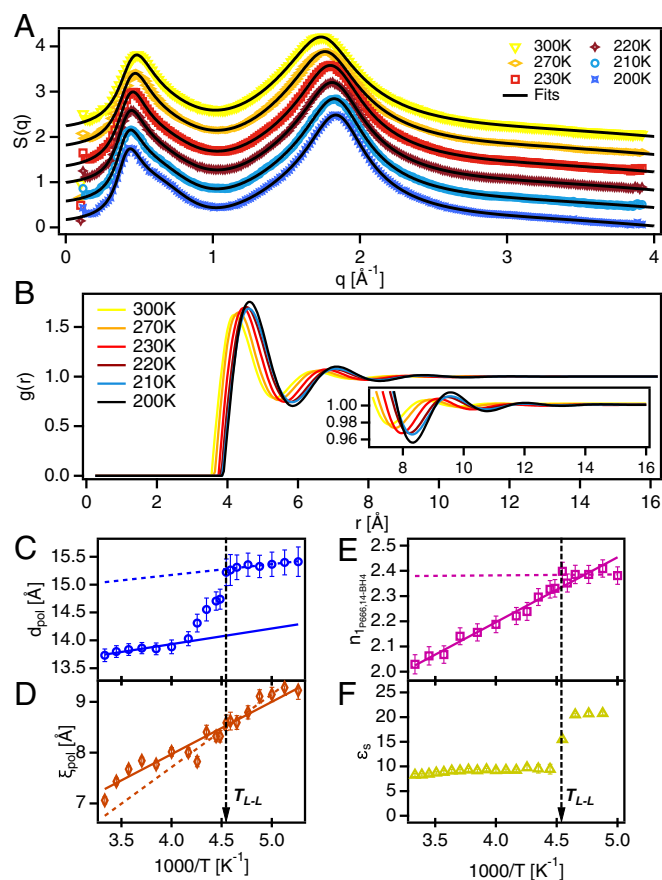 A
S(q)
4
3
2
1
0
300K
270K
230K
220K
210K
200K
Fits
0
1
2
3
4
q [Å⁻¹]
B
g(r)
1.5
1.0
0.5
0.0
300K
270K
230K
220K
210K
200K
1.00
0.98
0.96
8
10
12
14
16
0
2
4
6
8
10
12
14
16
r [Å]
C
d_pol [Å]
15.5
15.0
14.5
14.0
13.5
D
ξ_pol [Å]
9
8
7
T_L-L
3.5
4.0
4.5
5.0
1000/T [K⁻¹]
E
n_1P666,14-BH4
2.4
2.3
2.2
2.1
2.0
F
ε_s
25
20
15
10
5
0
T_L-L
3.5
4.0
4.5
5.0
1000/T [K⁻¹]